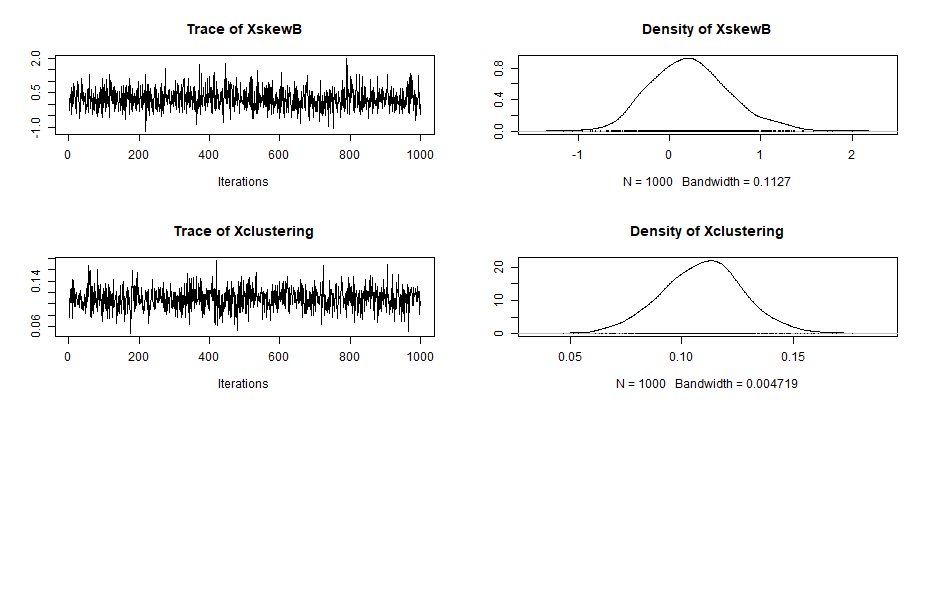 Trace of XskewB
2.0
0.5
-1.0
0 200 400 600 800 1000
Iterations
Density of XskewB
0.8
0.4
0.0
-1 0 1 2
N = 1000 Bandwidth = 0.1127
Trace of Xclustering
0.14
0.06
0 200 400 600 800 1000
Iterations
Density of Xclustering
20
10
0
0.05 0.10 0.15
N = 1000 Bandwidth = 0.004719